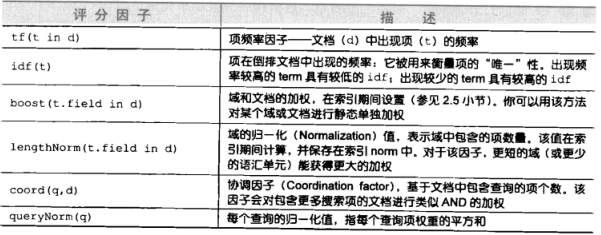 评分因子 描述
tf(t in d) 项频率因子——文档（d）中出现项（t）的频率
idf(t) 项在倒排文档中出现的频率：它被用来衡量项的“唯一”性。出现频
率较高的 term 具有较低的 idf；出现较少的 term 具有较高的 idf
boost(t.field in d) 域和文档的加权，在索引期间设置（参见 2.5 小节）。你可以用该方法
对某个域或文档进行静态单独加权
lengthNorm(t.field in d) 域的归一化（Normalization）值，表示域中包含的项数量。该值在索
引期间计算，并保存在索引 norm 中。对于该因子，更短的域（或更少
的语汇单元）能获得更大的加权
coord(q,d) 协调因子（Coordination factor），基于文档中包含查询的项个数。该
因子会对包含更多搜索项的文档进行类似 AND 的加权
queryNorm(q) 每个查询的归一化值，指每个查询项权重的平方和